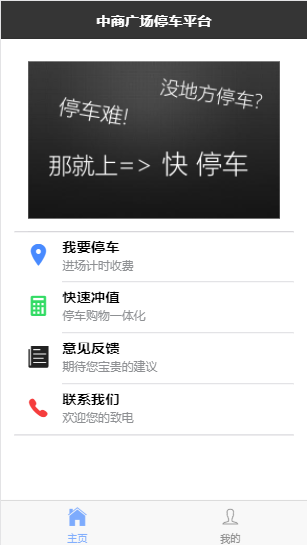 中商广场停车平台
停车难!
没地方停车?
那就上=> 快 停车
我要停车
进场计时收费
快速冲值
停车购物一体化
意见反馈
期待您宝贵的建议
联系我们
欢迎您的致电
主页
我的